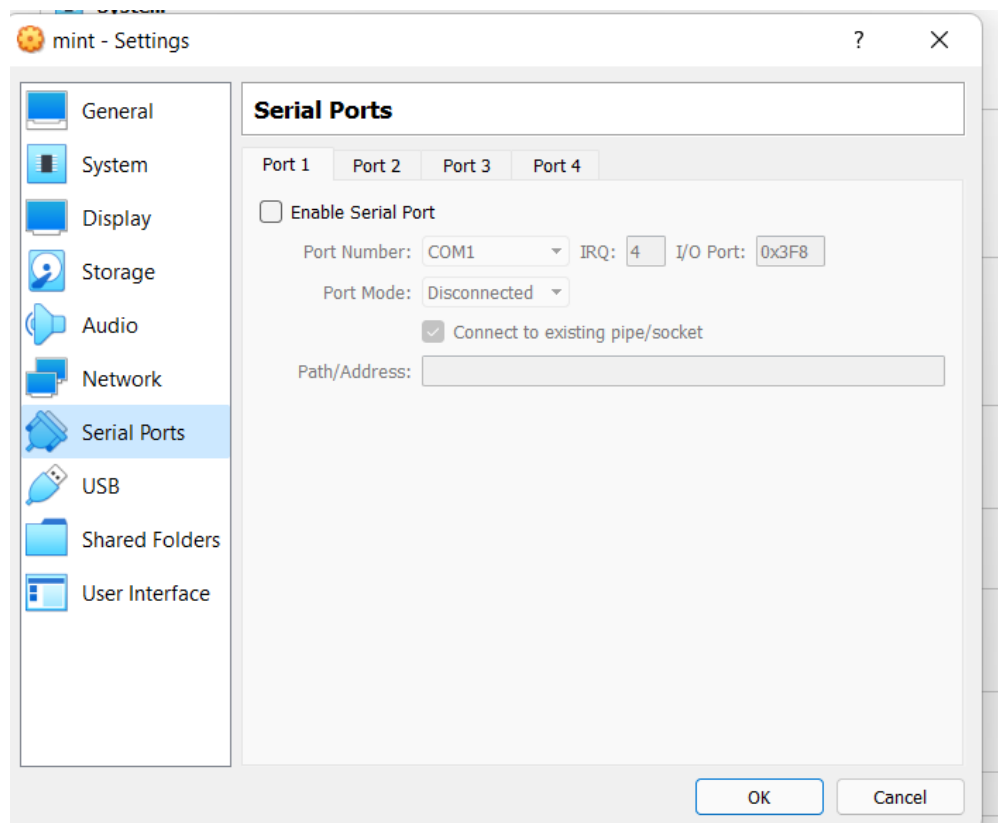 System
mint - Settings
?
General
System
Display
Storage
Audio
Network
Serial Ports
USB
Shared Folders
User Interface
Serial Ports
Port 1 Port 2 Port 3 Port 4
Enable Serial Port
Port Number: COM1 IRQ: 4 I/O Port: 0x3F8
Port Mode: Disconnected
Connect to existing pipe/socket
Path/Address:
OK Cancel